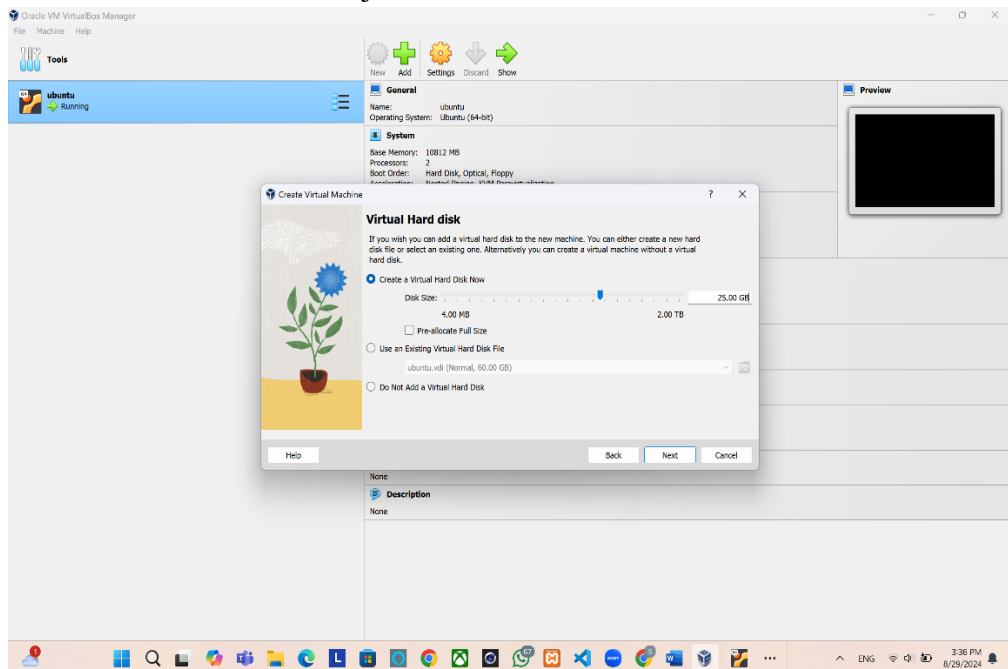 Oracle VM VirtualBox Manager
File Machine Help
Tools
New Add Settings Discard Show
64
ubuntu
Running
General
Name: ubuntu
Operating System: Ubuntu (64-bit)
System
Base Memory: 10812 MB
Processors: 2
Boot Order: Hard Disk, Optical, Floppy
Acceleration: Nested Paging, KVM Paravirtualization
Preview
Create Virtual Machine
?
Virtual Hard disk
If you wish you can add a virtual hard disk to the new machine. You can either create a new hard
disk file or select an existing one. Alternatively you can create a virtual machine without a virtual
hard disk.
Create a Virtual Hard Disk Now
Disk Size: 25.00 GB
4.00 MB 2.00 TB
Pre-allocate Full Size
Use an Existing Virtual Hard Disk File
ubuntu.vdi (Normal, 60.00 GB)
Do Not Add a Virtual Hard Disk
Help Back Next Cancel
None
Description
None
ENG
3:36 PM
8/29/2024